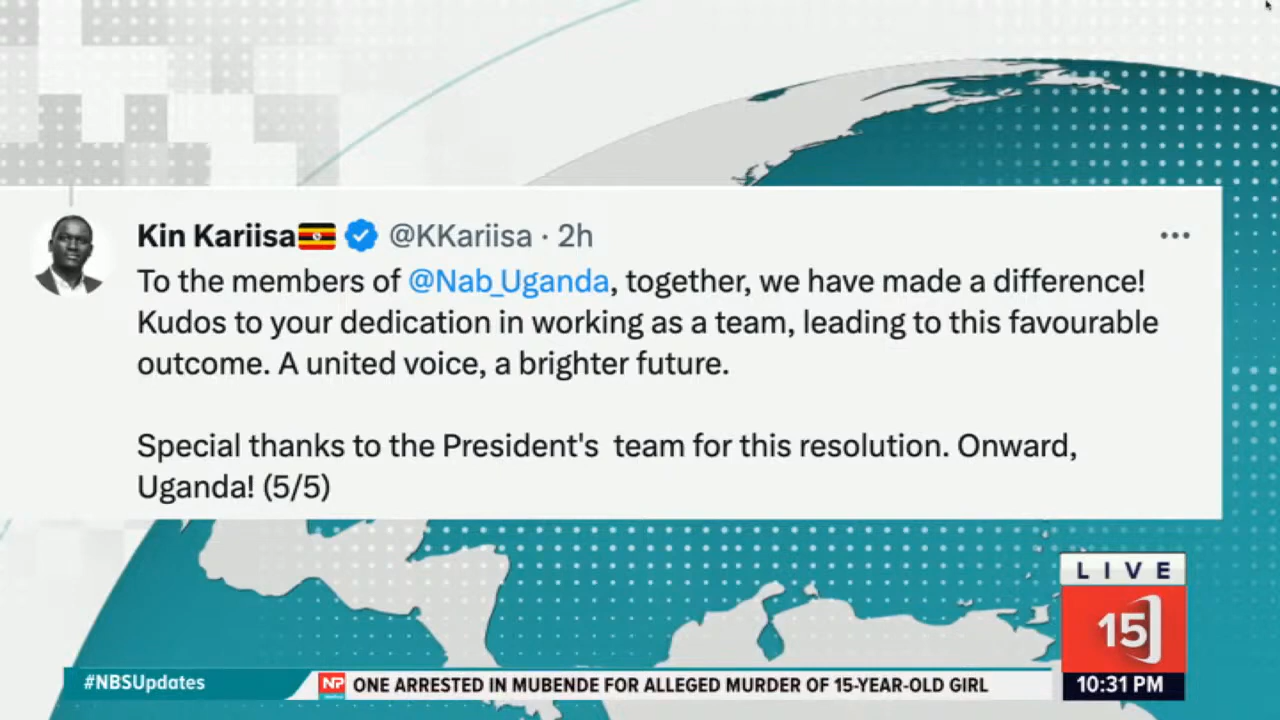 Kin Kariisa @KKariisa · 2h
To the members of @Nab_Uganda, together, we have made a difference!
Kudos to your dedication in working as a team, leading to this favourable
outcome. A united voice, a brighter future.
Special thanks to the President's  team for this resolution. Onward,
Uganda! (5/5)
LIVE
15
10:31 PM
#NBSUpdates
NP ONE ARRESTED IN MUBENDE FOR ALLEGED MURDER OF 15-YEAR-OLD GIRL